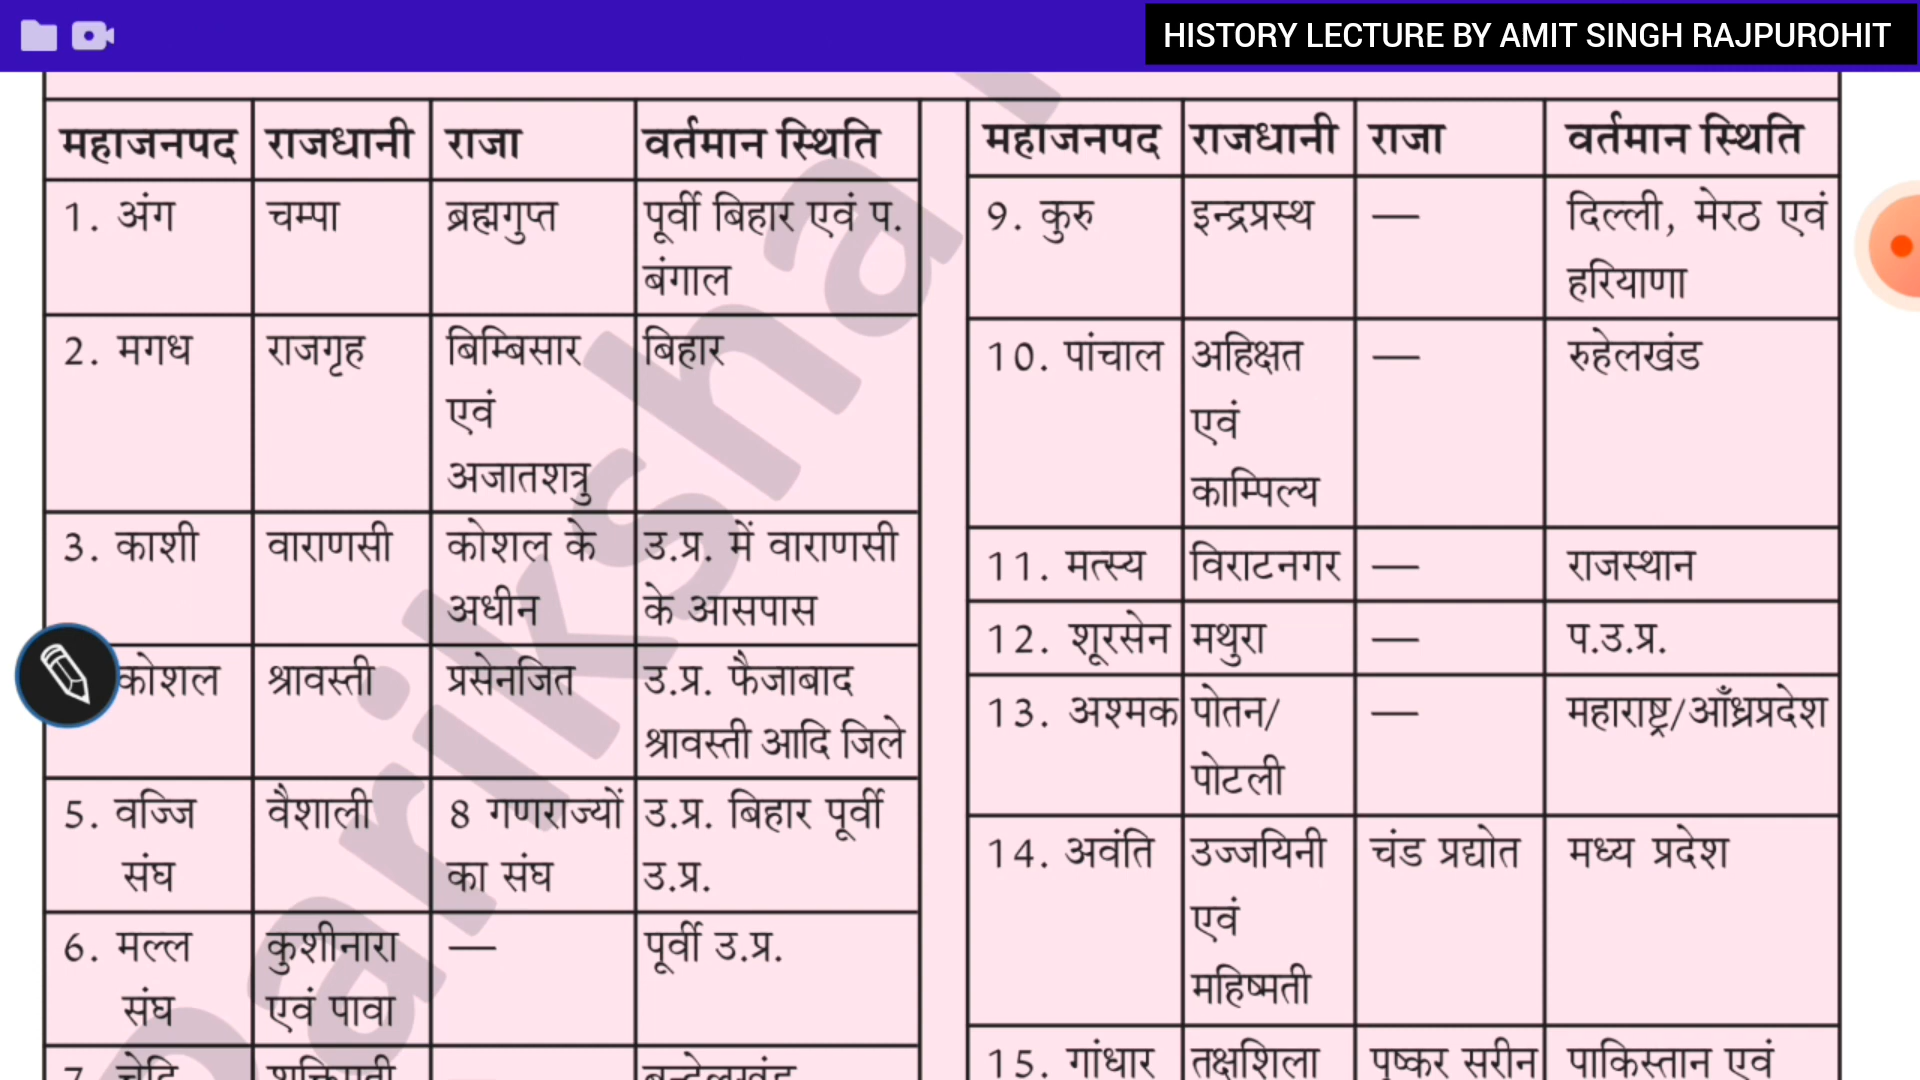 HISTORY LECTURE BY AMIT SINGH RAJPUROHIT
महाजनपद राजधानी राजा वर्तमान स्थिति
1. अंग चम्पा ब्रह्मगुप्त पूर्वी बिहार एवं प.
बंगाल
2. मगध राजगृह बिम्बिसार बिहार
एवं
अजातशत्रु
3. काशी वाराणसी कोशल के उ.प्र. में वाराणसी
अधीन के आसपास
कोशल श्रावस्ती प्रसेनजित उ.प्र. फैजाबाद
श्रावस्ती आदि जिले
5. वज्जि वैशाली 8 गणराज्यों उ.प्र. बिहार पूर्वी
संघ का संघ उ.प्र.
6. मल्ल कुशीनारा — पूर्वी उ.प्र.
संघ एवं पावा
महाजनपद राजधानी राजा वर्तमान स्थिति
9. कुरु इन्द्रप्रस्थ — दिल्ली, मेरठ एवं
हरियाणा
10. पांचाल अहिक्षत — रुहेलखंड
एवं
काम्पिल्य
11. मत्स्य विराटनगर — राजस्थान
12. शूरसेन मथुरा — प.उ.प्र.
13. अश्मक पोतन/ — महाराष्ट्र/आँध्रप्रदेश
पोटली
14. अवंति उज्जयिनी चंड प्रद्योत मध्य प्रदेश
एवं
महिष्मती
15. गांधार तक्षशिला पुष्कर सरीन पाकिस्तान एवं
Pariksha